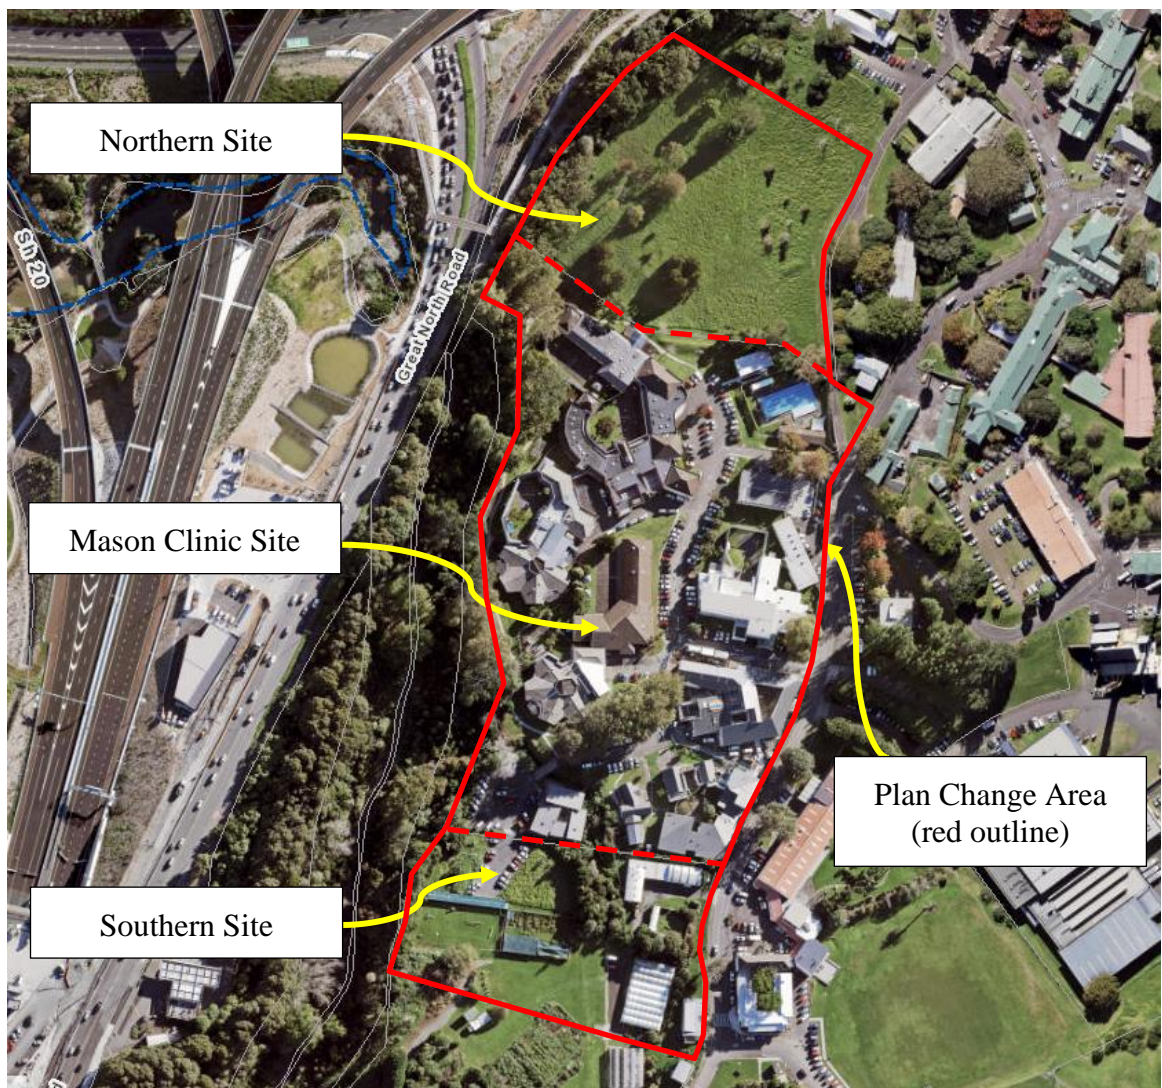 Northern Site
Sh 20
Great North Road
Mason Clinic Site
Plan Change Area
(red outline)
Southern Site